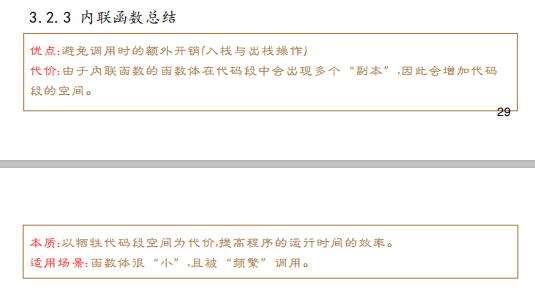 3.2.3 内联函数总结
优点:避免调用时的额外开销(入栈与出栈操作)
代价:由于内联函数的函数体在代码段中会出现多个“副本”,因此会增加代码
段的空间。
29
本质:以牺牲代码段空间为代价,提高程序的运行时间的效率。
适用场景:函数体很“小”,且被“频繁”调用。